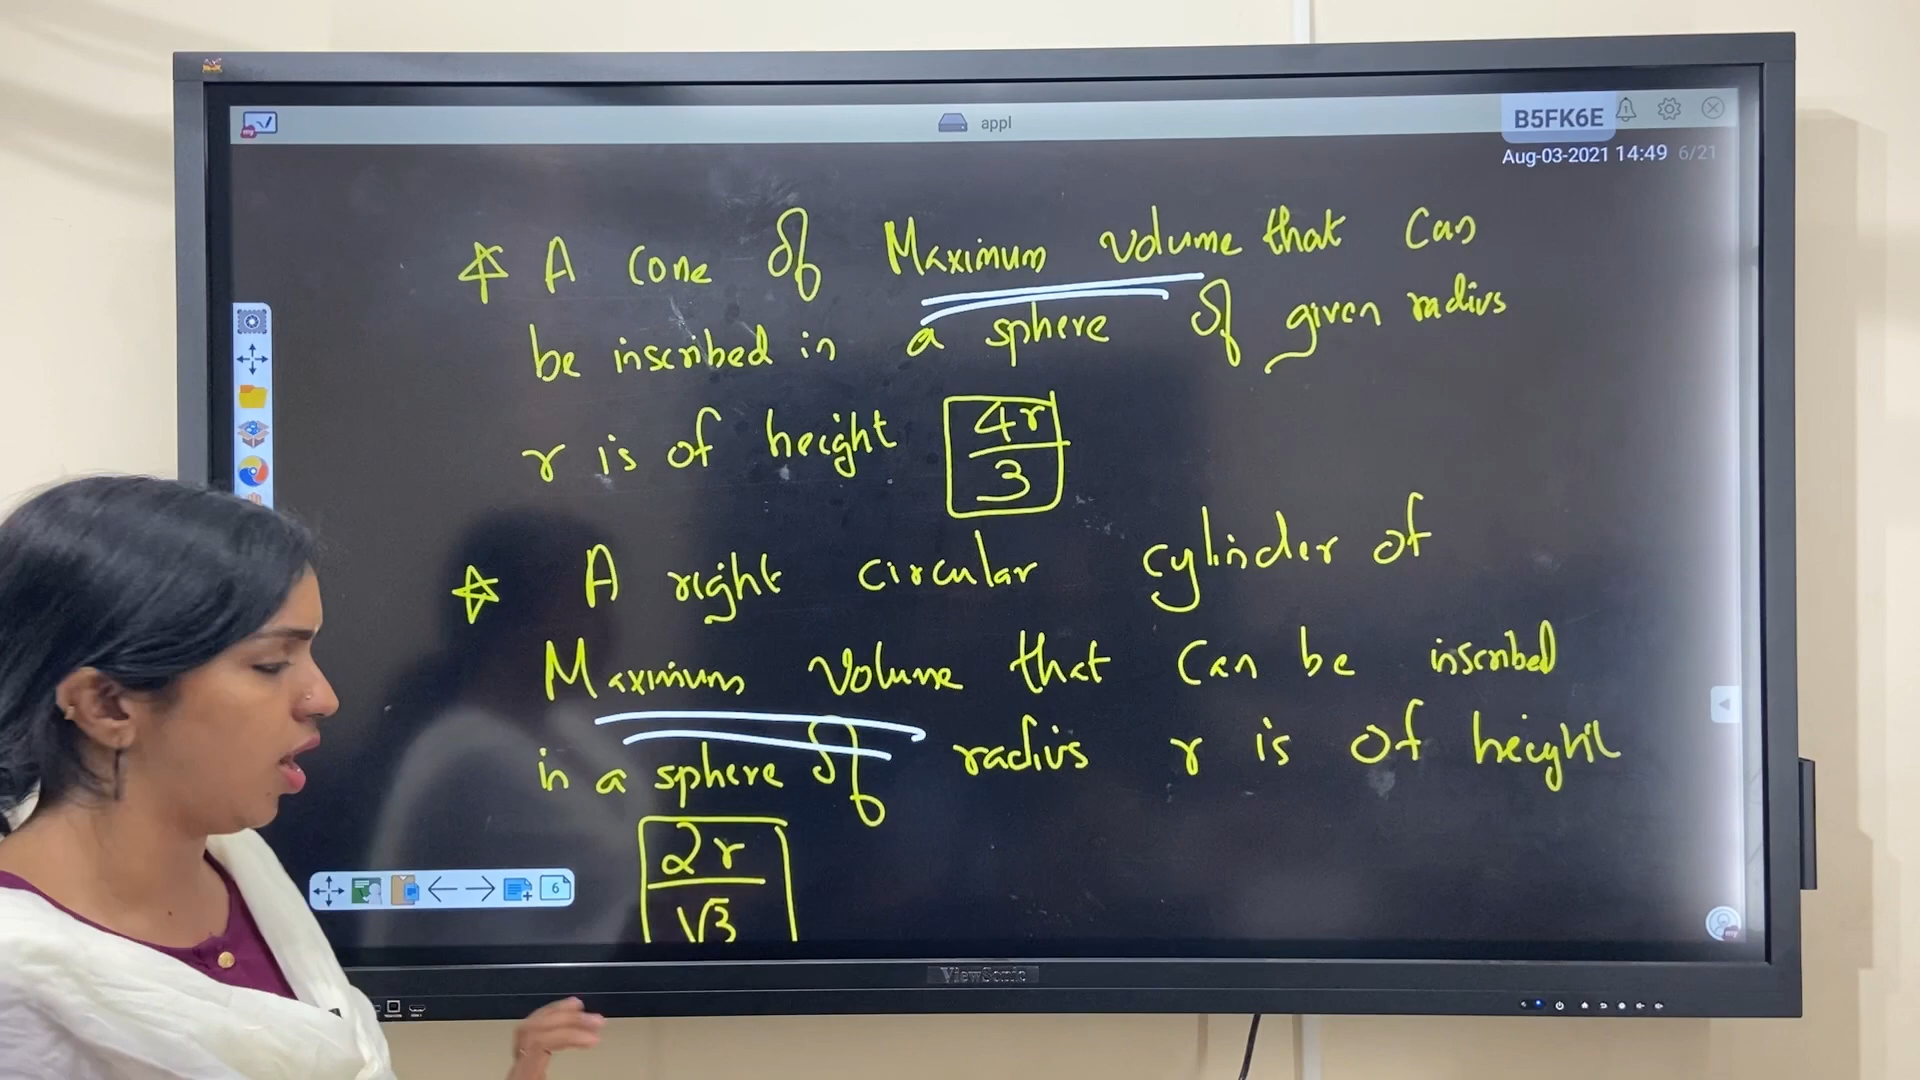 appl
B5FK6E
Aug-03-2021 14:49 6/21
☆ A cone of Maximum volume that can
be inscribed in a sphere of given radius
r is of height 4r/3
☆ A right circular cylinder of
Maximum Volume that can be inscribed
in a sphere of radius r is of height
2r/√3
6
ViewSonic